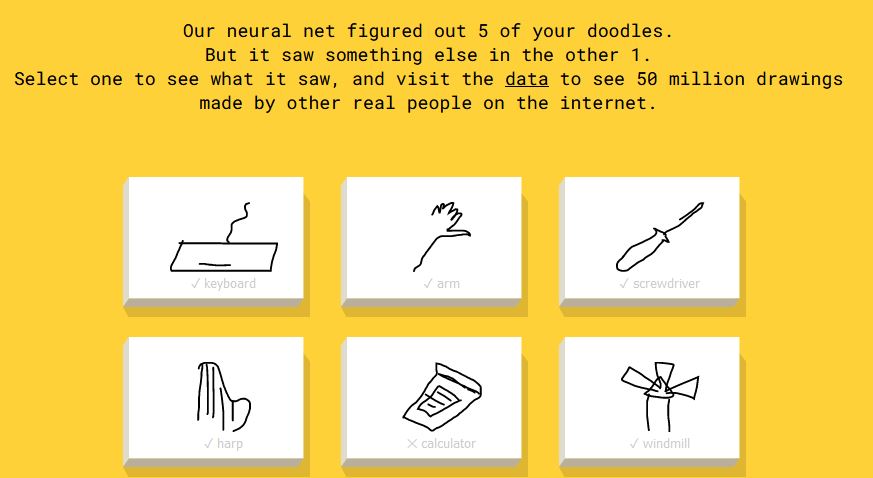 Our neural net figured out 5 of your doodles.
But it saw something else in the other 1.
Select one to see what it saw, and visit the data to see 50 million drawings
made by other real people on the internet.
✓ keyboard
✓ arm
✓ screwdriver
✓ harp
✕ calculator
✓ windmill